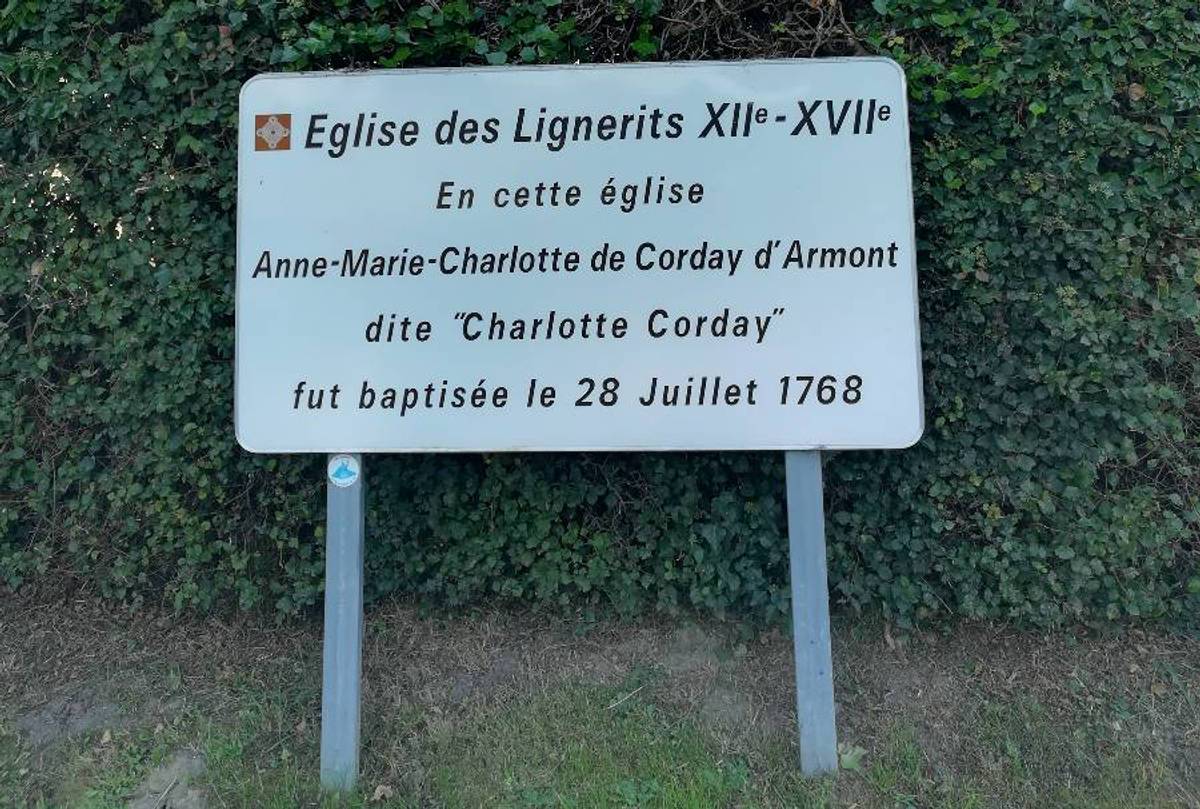 Eglise des Lignerits XIIe-XVIIe
En cette église
Anne-Marie-Charlotte de Corday d'Armont
dite "Charlotte Corday"
fut baptisée le 28 Juillet 1768